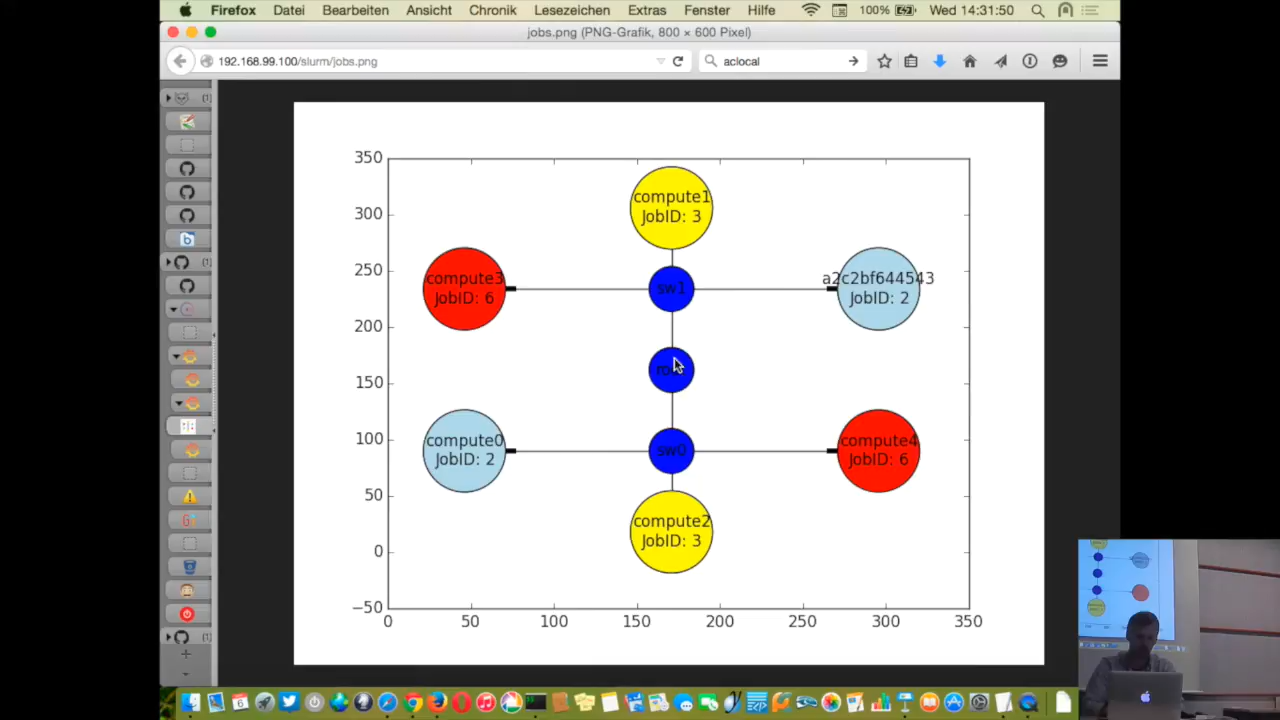 Firefox Datei Bearbeiten Ansicht Chronik Lesezeichen Extras Fenster Hilfe 100% Wed 14:31:50
jobs.png (PNG-Grafik, 800 × 600 Pixel)
192.168.99.100/slurm/jobs.png
aclocal
350
300
250
200
150
100
50
0
−50
0 50 100 150 200 250 300 350
compute1
JobID: 3
compute3
JobID: 6
sw1
a2c2bf644543
JobID: 2
compute0
JobID: 2
sw0
compute4
JobID: 6
compute2
JobID: 3